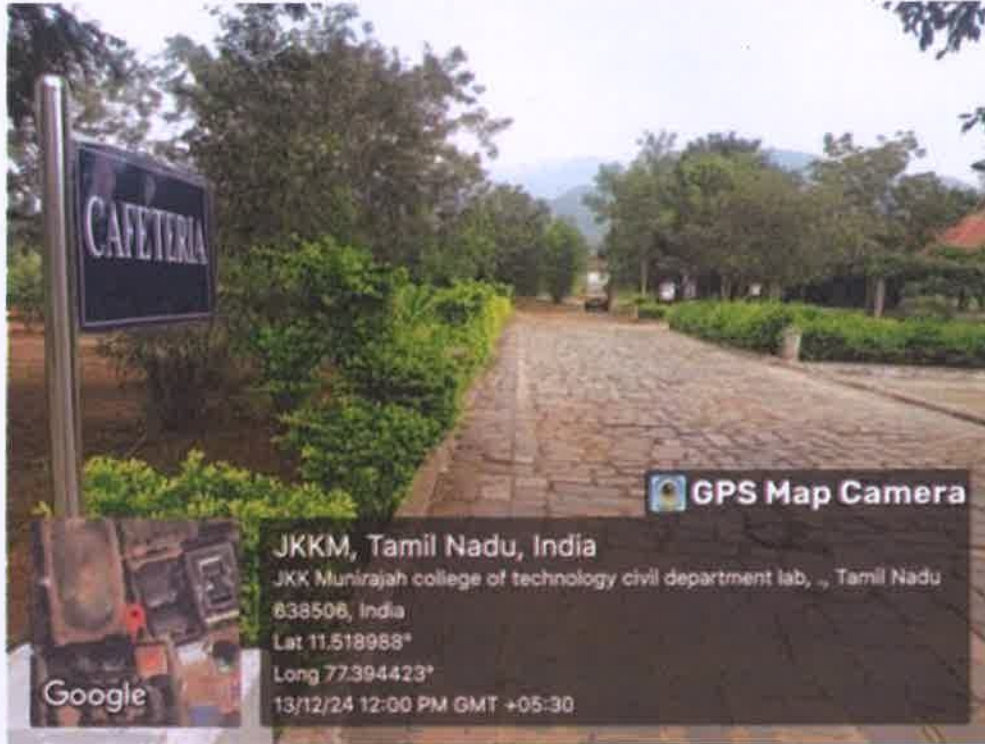 CAFETERIA
GPS Map Camera
JKKM, Tamil Nadu, India
JKK Munirajah college of technology civil department lab, ., Tamil Nadu
638506, India
Lat 11.518988°
Long 77.394423°
13/12/24 12:00 PM GMT +05:30
Google